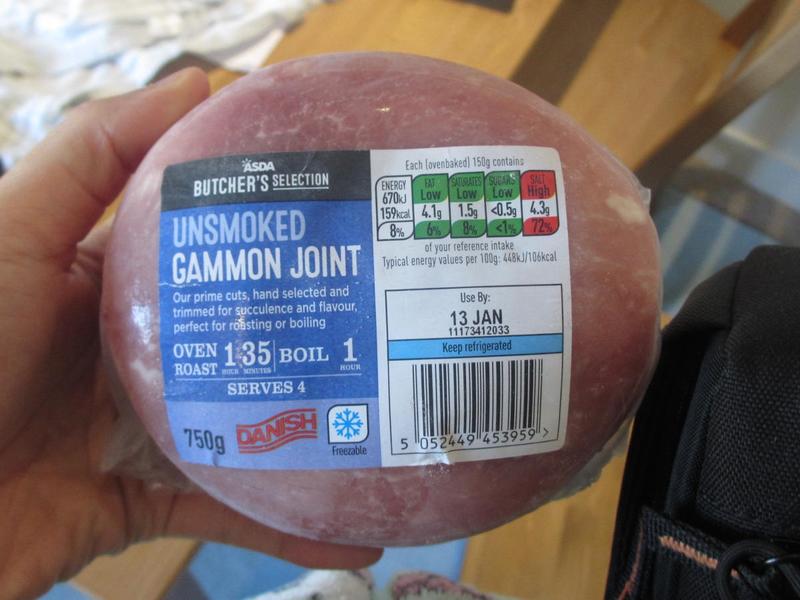 ASDA
BUTCHER'S SELECTION
UNSMOKED
GAMMON JOINT
Our prime cuts, hand selected and
trimmed for succulence and flavour,
perfect for roasting or boiling
OVEN ROAST 1 HOUR 35 MINUTES BOIL 1 HOUR
SERVES 4
750g DANISH Freezable
Each (ovenbaked) 150g contains
ENERGY 670kJ 159kcal 8%
FAT Low 4.1g 6%
SATURATES Low 1.5g 8%
SUGARS Low <0.5g <1%
SALT High 4.3g 72%
of your reference intake
Typical energy values per 100g: 448kJ/106kcal
Use By:
13 JAN
11173412033
Keep refrigerated
5 052449 453959 >